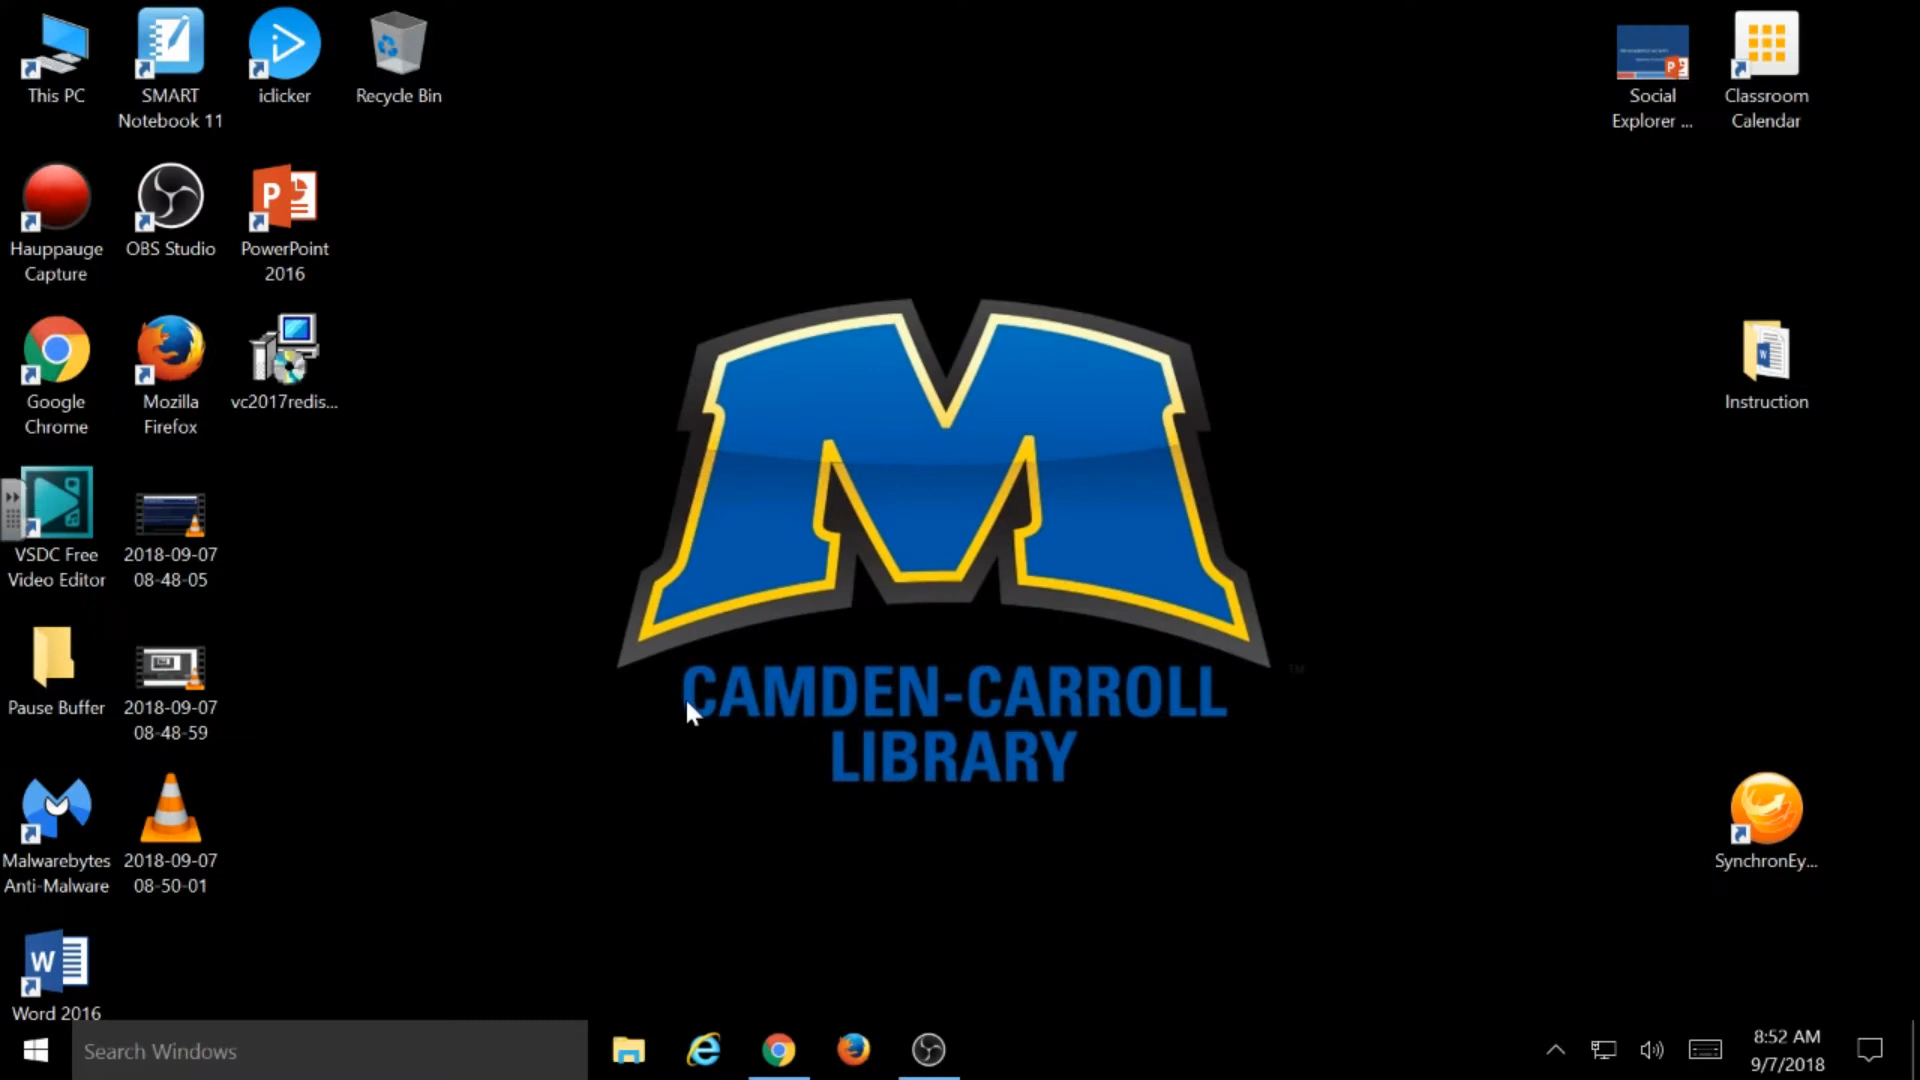 This PC
SMART
Notebook 11
iclicker
Recycle Bin
Social
Explorer ...
Classroom
Calendar
Hauppauge
Capture
OBS Studio
PowerPoint
2016
Google
Chrome
Mozilla
Firefox
vc2017redis...
Instruction
VSDC Free
Video Editor
2018-09-07
08-48-05
M
CAMDEN-CARROLL
LIBRARY
TM
Pause Buffer
2018-09-07
08-48-59
Malwarebytes
Anti-Malware
2018-09-07
08-50-01
SynchronEy...
Word 2016
Search Windows
8:52 AM
9/7/2018